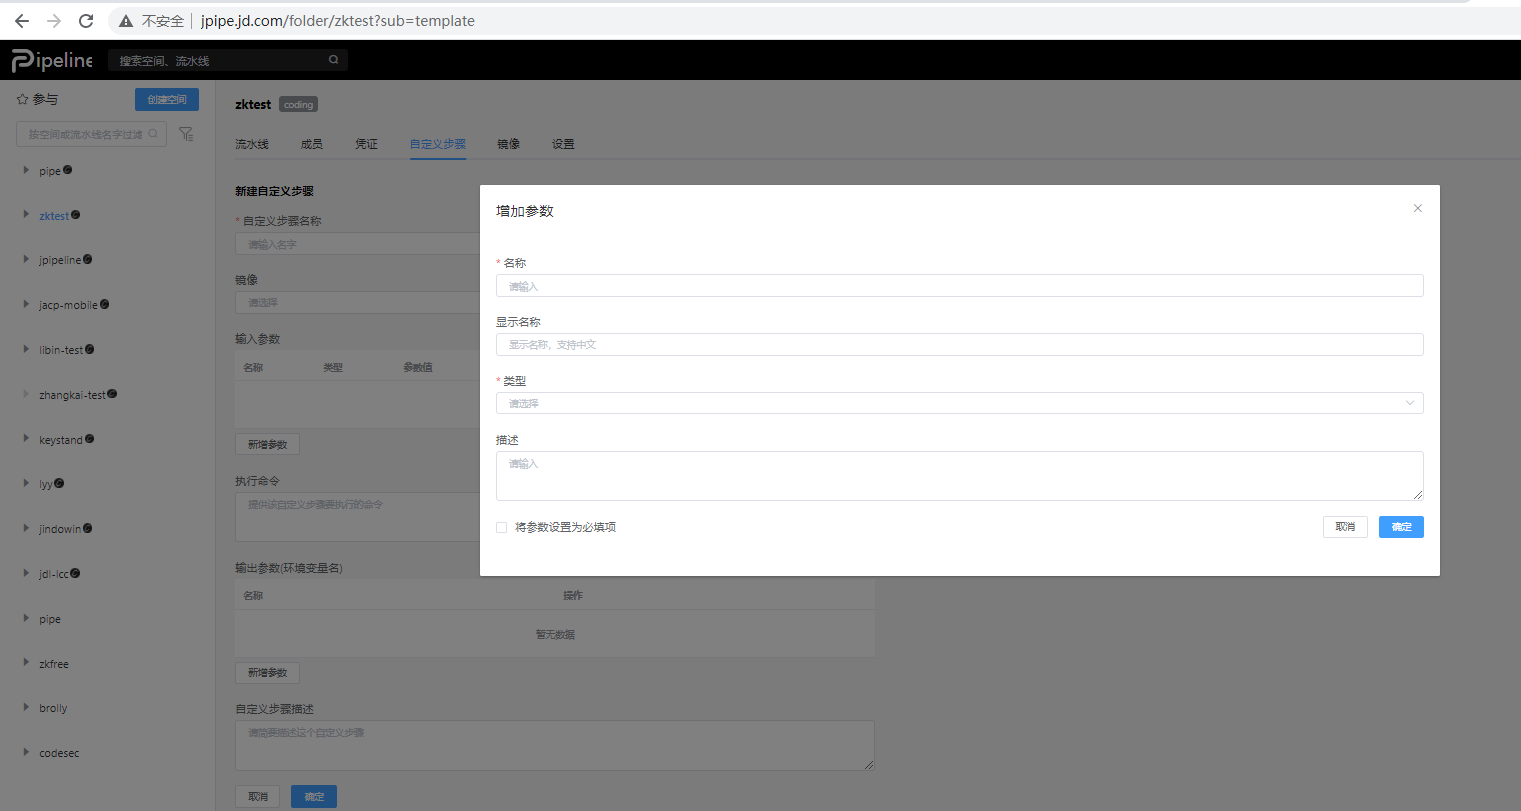 不安全 jpipe.jd.com/folder/zktest?sub=template
Pipeline 搜索空间、流水线
参与 创建空间
按空间或流水线名字过滤
pipe
zktest
jpipeline
jacp-mobile
libin-test
zhangkai-test
keystand
lyy
jindowin
jdl-lcc
pipe
zkfree
brolly
codesec
zktest coding
流水线 成员 凭证 自定义步骤 镜像 设置
新建自定义步骤
* 自定义步骤名称
请输入名字
镜像
请选择
输入参数
名称 类型 参数值
新增参数
执行命令
提供该自定义步骤要执行的命令
输出参数(环境变量名)
名称 操作
暂无数据
新增参数
自定义步骤描述
请简要描述这个自定义步骤
取消 确定
增加参数
* 名称
请输入
显示名称
显示名称，支持中文
* 类型
请选择
描述
请输入
将参数设置为必填项
取消 确定